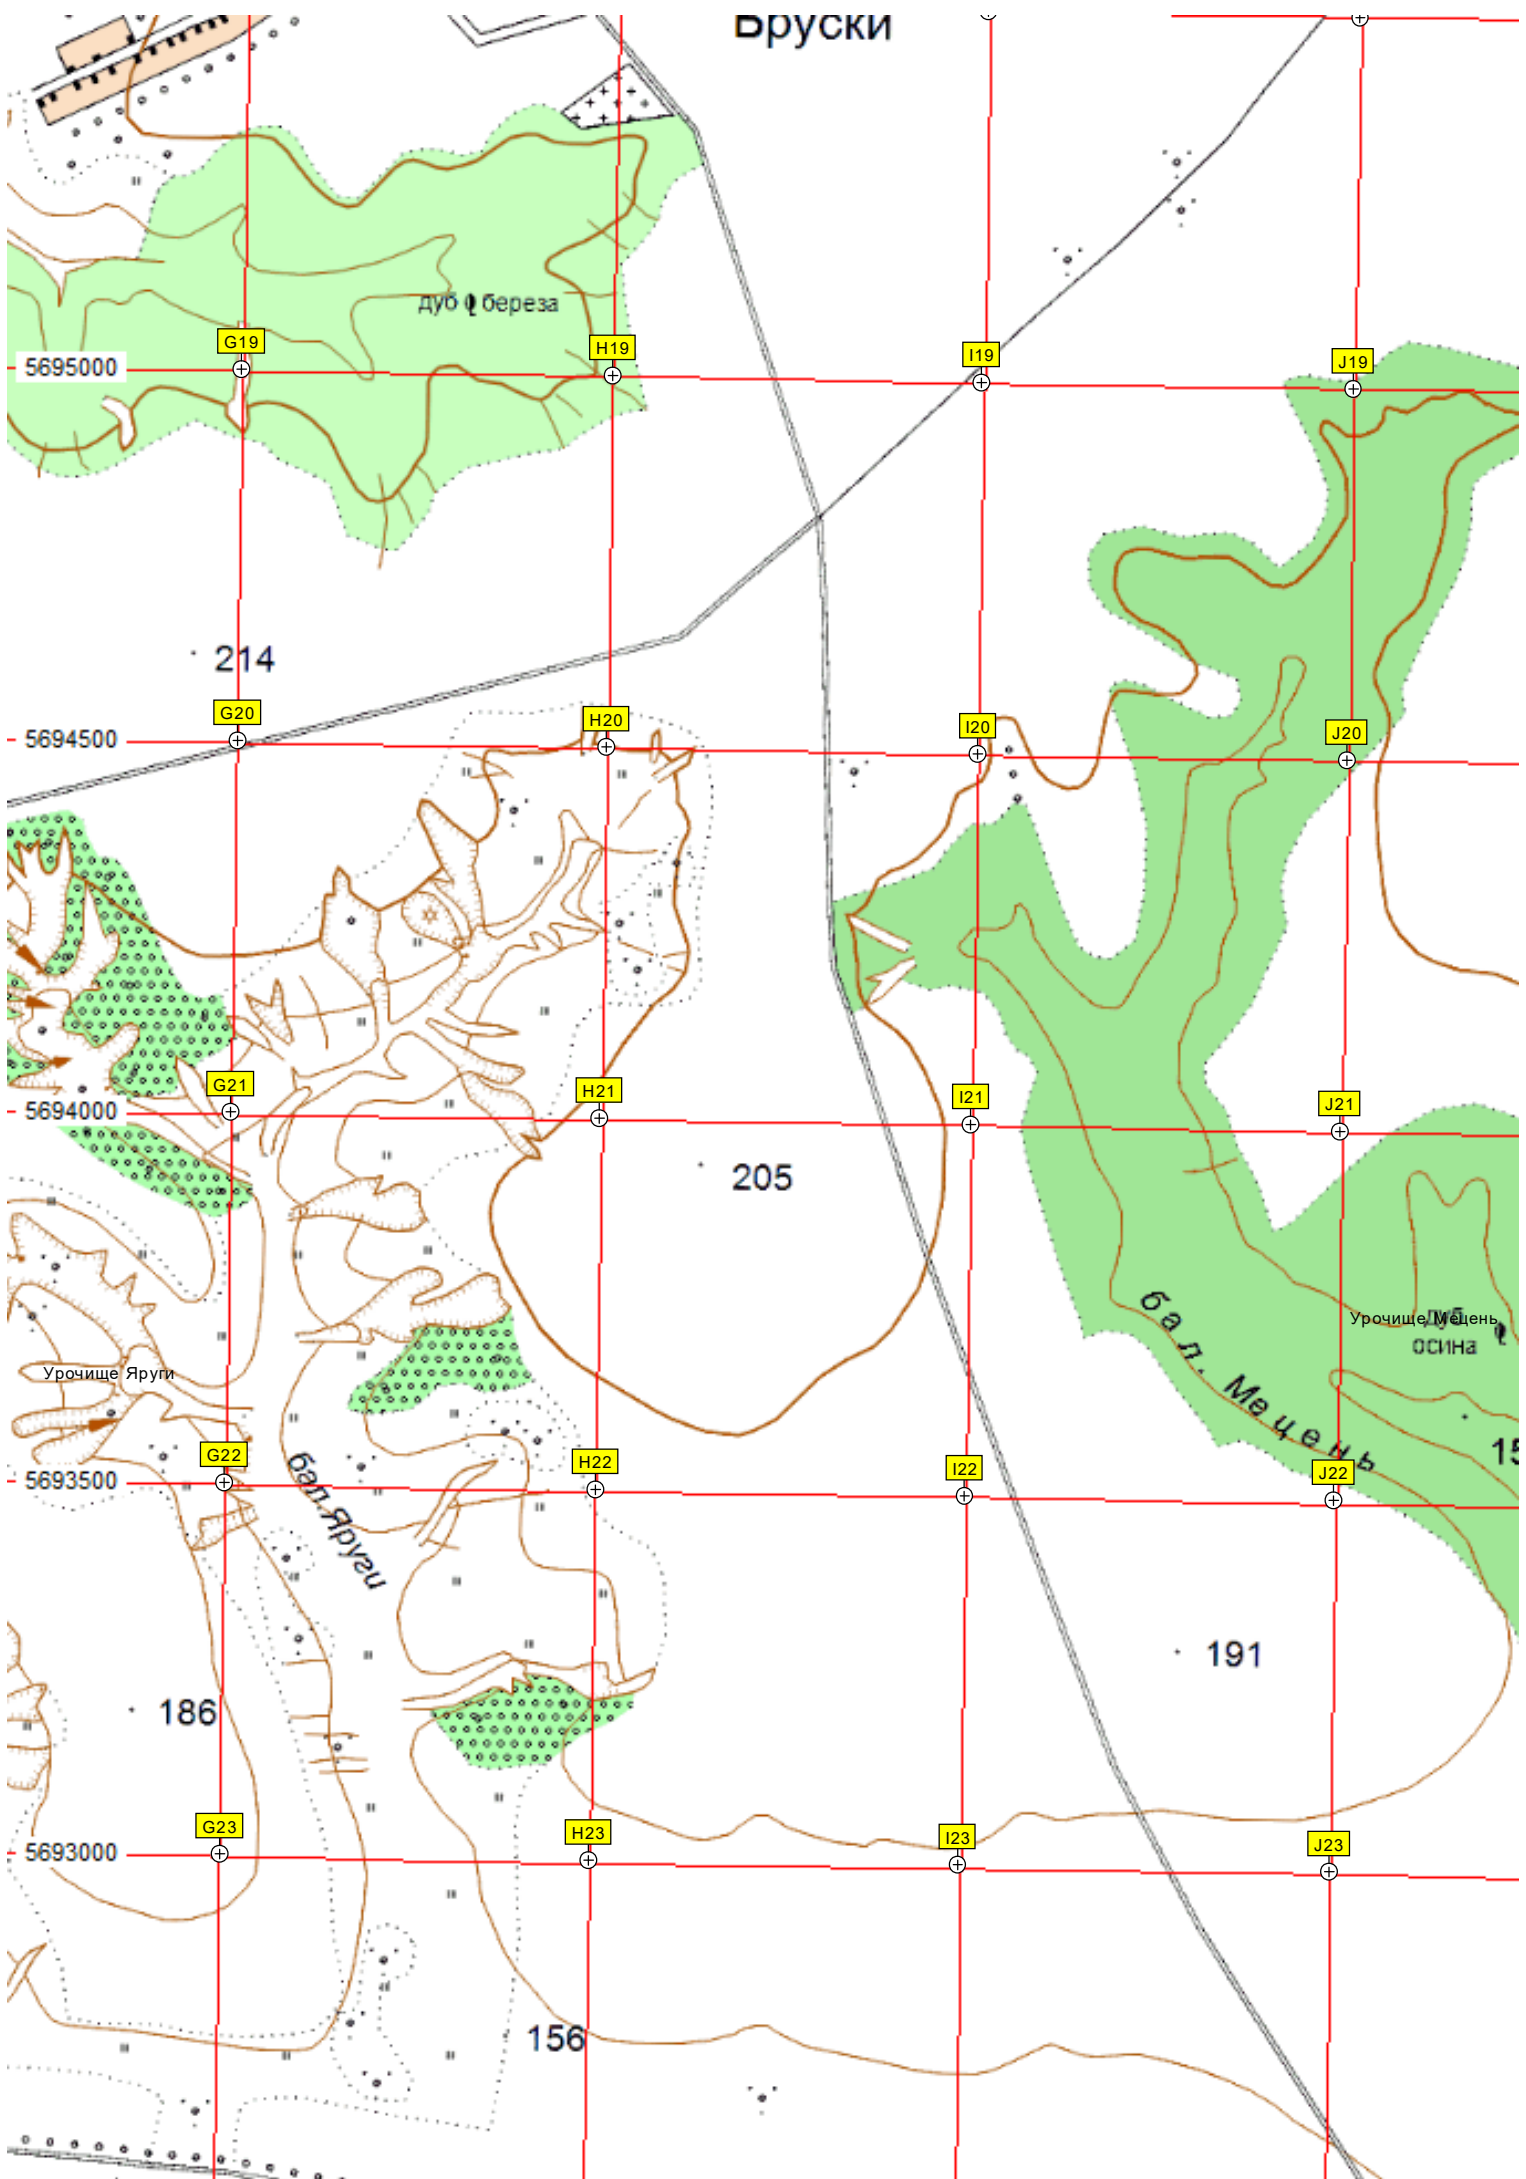 Бруски
дуб береза
G19
H19
I19
J19
5695000
214
G20
H20
I20
J20
5694500
G21
H21
I21
J21
5694000
205
бал. Мецень
Урочище Мецень
дуб
осина
Урочище Яруги
G22
H22
I22
J22
15
5693500
бал.Яруги
191
186
G23
H23
I23
J23
5693000
156